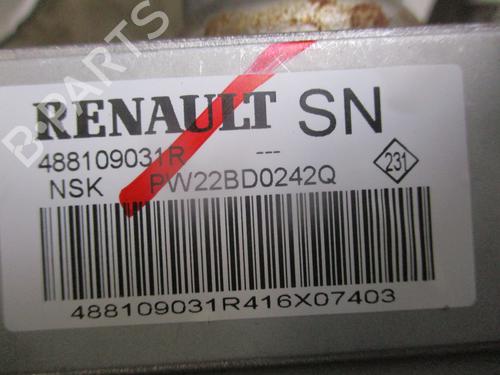 B-PARTS
RENAULT SN
488109031R ---
NSK PW22BD0242Q
231
488109031R416X07403